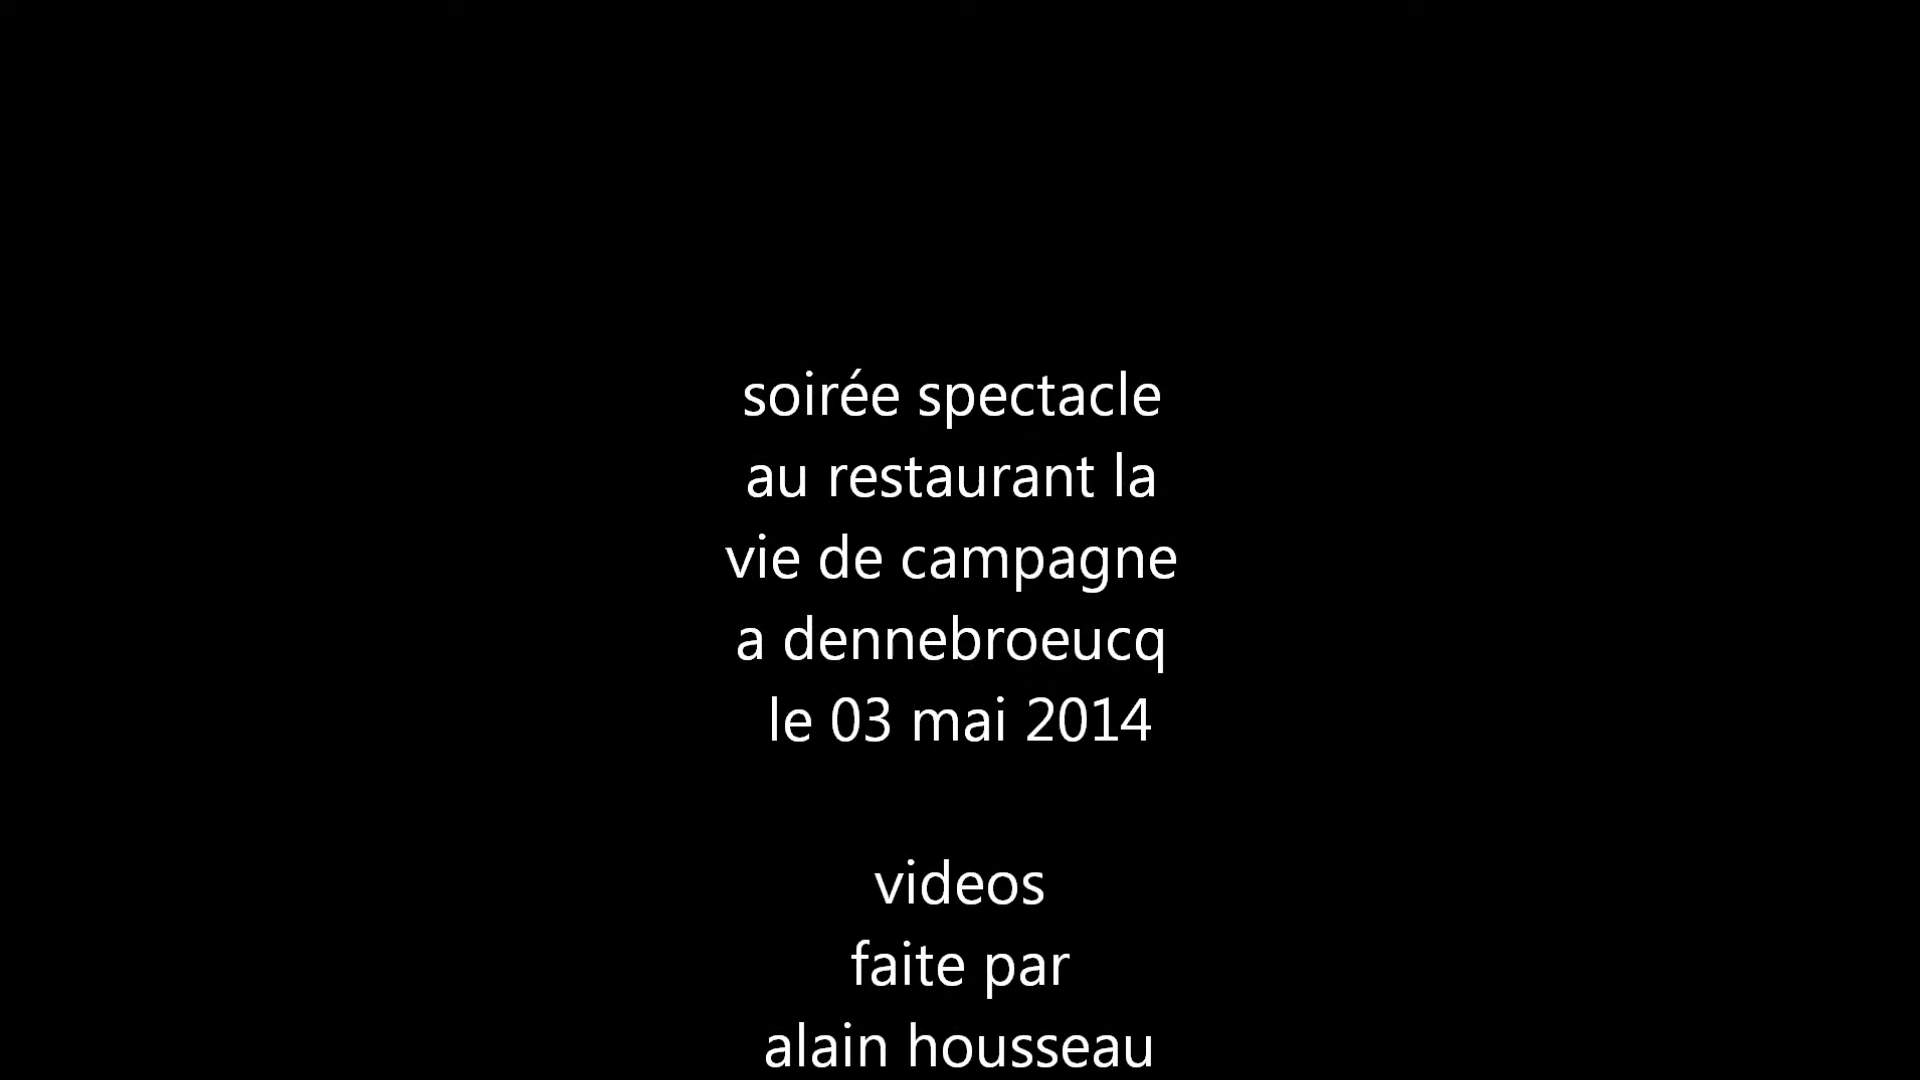 soirée spectacle
au restaurant la
vie de campagne
a dennebroeucq
le 03 mai 2014
videos
faite par
alain housseau